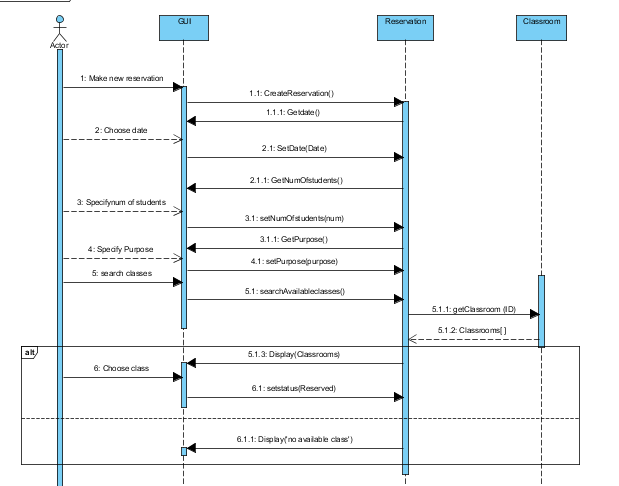 GUI
Reservation
Classroom
Actor
1: Make new reservation
1.1: CreateReservation()
1.1.1: Getdate()
2: Choose date
2.1: SetDate(Date)
2.1.1: GetNumOfstudents()
3: Specifynum of students
3.1: setNumOfstudents(num)
3.1.1: GetPurpose()
4: Specify Purpose
4.1: setPurpose(purpose)
5: search classes
5.1: searchAvailableclasses()
5.1.1: getClassroom (ID)
5.1.2: Classrooms[ ]
alt
5.1.3: Display(Classrooms)
6: Choose class
6.1: setstatus(Reserved)
6.1.1: Display('no available class')